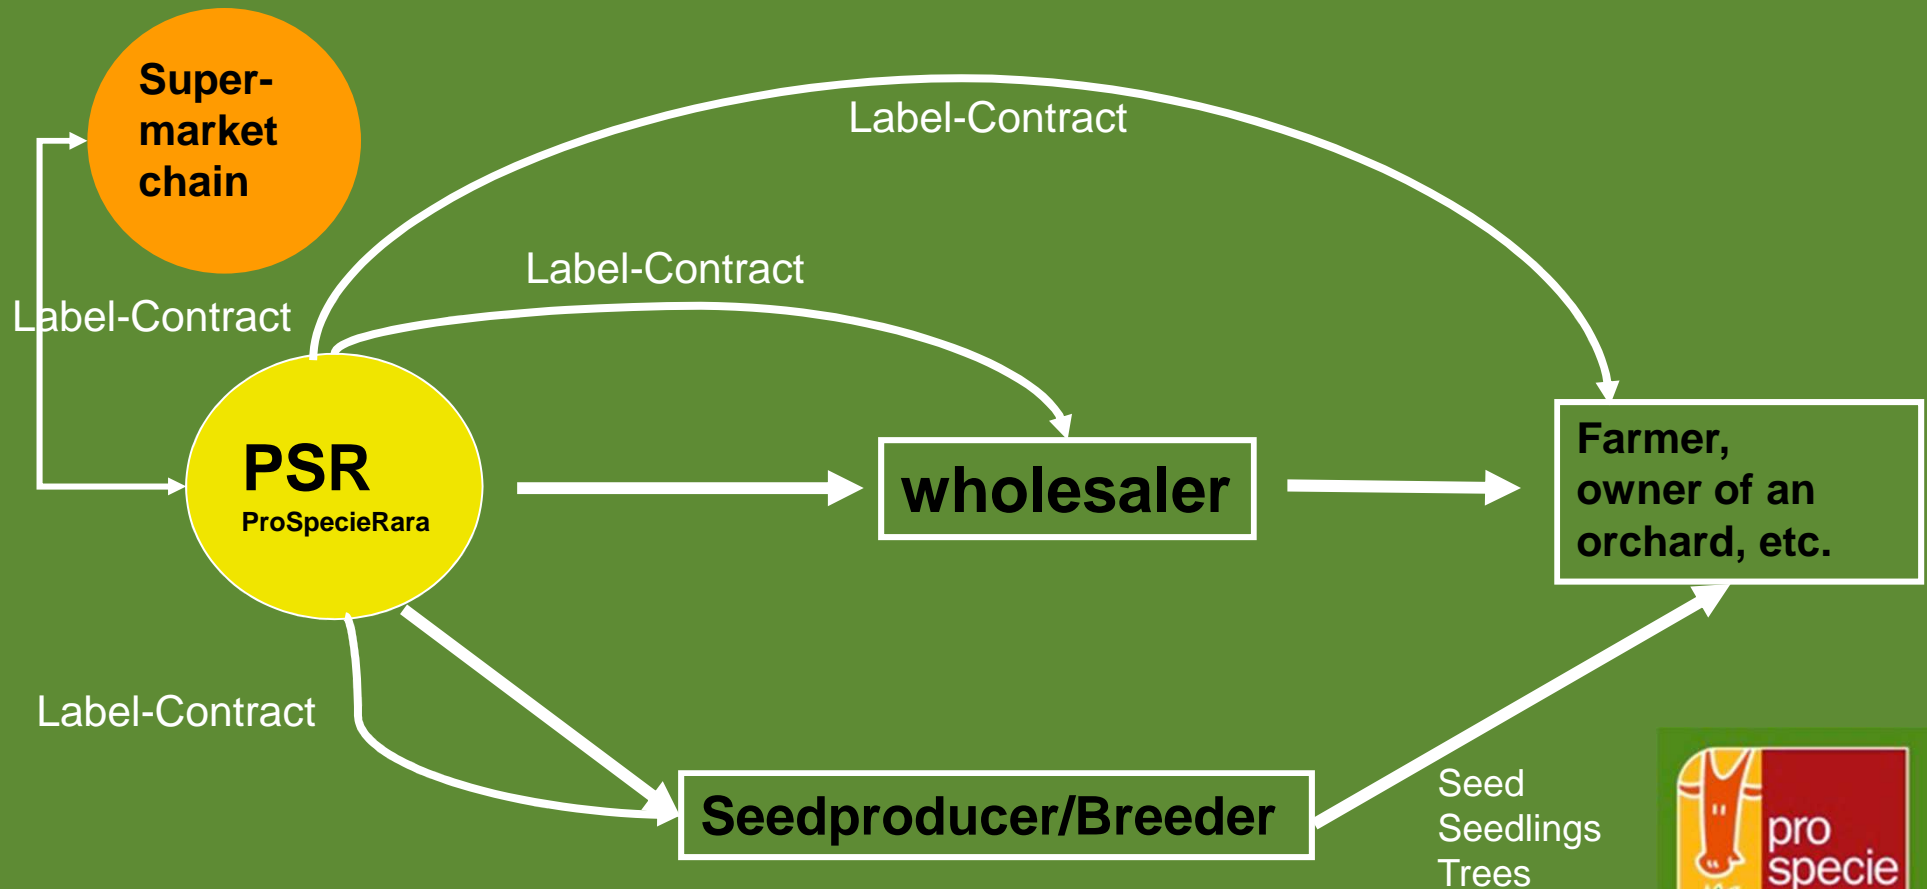 Super-
market
chain
Label-Contract
Label-Contract
Label-Contract
PSR
ProSpecieRara
wholesaler
Farmer,
owner of an
orchard, etc.
Label-Contract
Seedproducer/Breeder
Seed
Seedlings
Trees
pro
specie